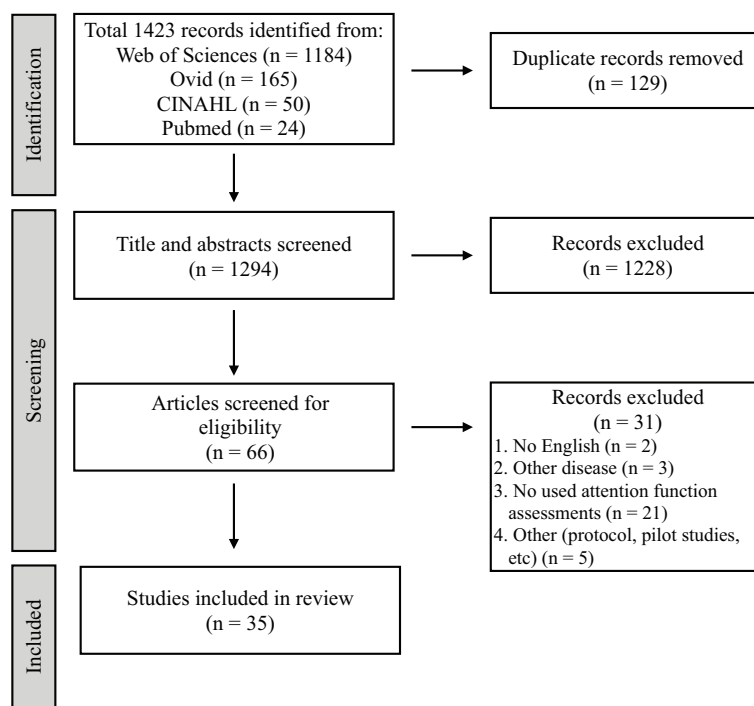 Identification
Total 1423 records identified from:
Web of Sciences (n = 1184)
Ovid (n = 165)
CINAHL (n = 50)
Pubmed (n = 24)
Duplicate records removed
(n = 129)
Screening
Title and abstracts screened
(n = 1294)
Records excluded
(n = 1228)
Articles screened for
eligibility
(n = 66)
Records excluded
(n = 31)
1. No English (n = 2)
2. Other disease (n = 3)
3. No used attention function
assessments (n = 21)
4. Other (protocol, pilot studies,
etc) (n = 5)
Included
Studies included in review
(n = 35)